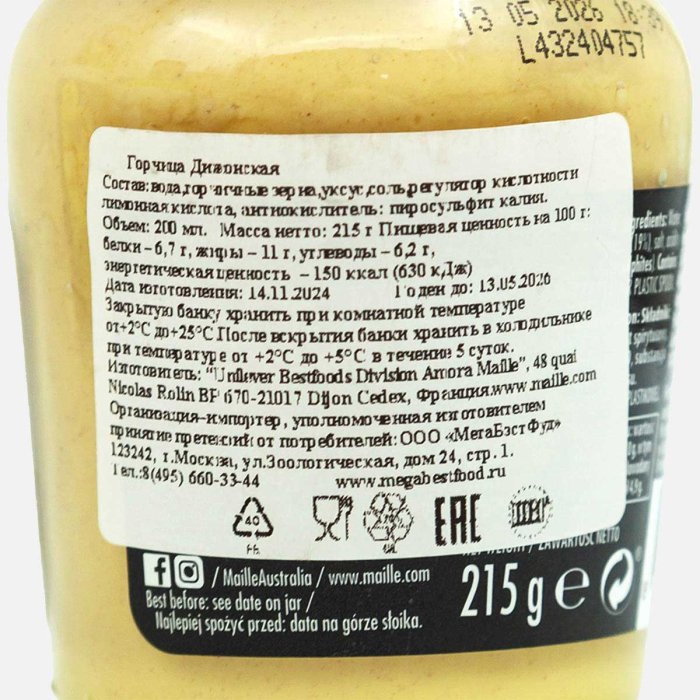 13 05 2026 18:39
L432404757
Горчица Дижонская
Состав: вода, горчичные зерна, уксус, соль, регулятор кислотности
лимонная кислота, антиокислитель: пиросульфит калия.
Объем: 200 мл. Масса нетто: 215 г Пищевая ценность на 100 г:
белки – 6,7 г, жиры – 11 г, углеводы – 6,2 г,
энергетическая ценность – 150 ккал (630 кДж)
Дата изготовления: 14.11.2024 Годен до: 13.05.2026
Закрытую банку хранить при комнатной температуре
от +2°C до +25°C. После вскрытия банки хранить в холодильнике
при температуре от +2°C до +5°C в течение 5 суток.
Изготовитель: "Unilever Bestfoods Division Amora Maille", 48 quai
Nicolas Rolin BP 670-21017 Dijon Cedex, Франция. www.maille.com
Организация-импортер, уполномоченная изготовителем
принятие претензий от потребителей: ООО «МегаБэстФуд»
123242, г. Москва, ул. Зоологическая, дом 24, стр. 1.
Тел.: 8(495) 660-33-44 www.megabestfood.ru
40
EAC
/ ZAWARTOŚĆ NETTO
/ MailleAustralia / www.maille.com
215 g e
Best before: see date on jar /
Najlepiej spożyć przed: data na górze słoika.